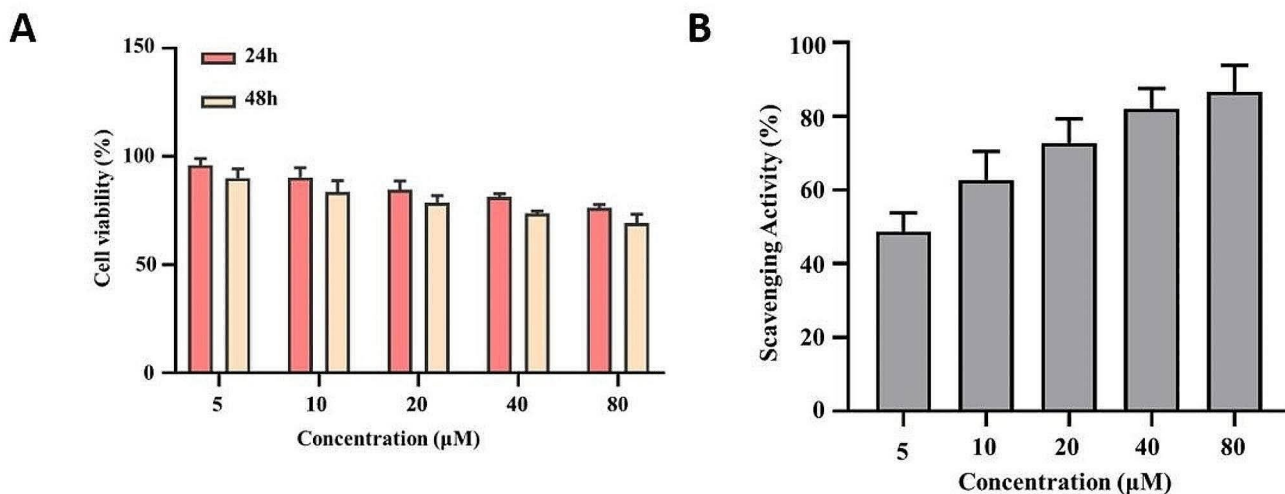 A
150
100
50
0
24h
48h
Cell viability (%)
5 10 20 40 80
Concentration (µM)
B
100
80
60
40
20
0
Scavenging Activity (%)
5 10 20 40 80
Concentration (µM)